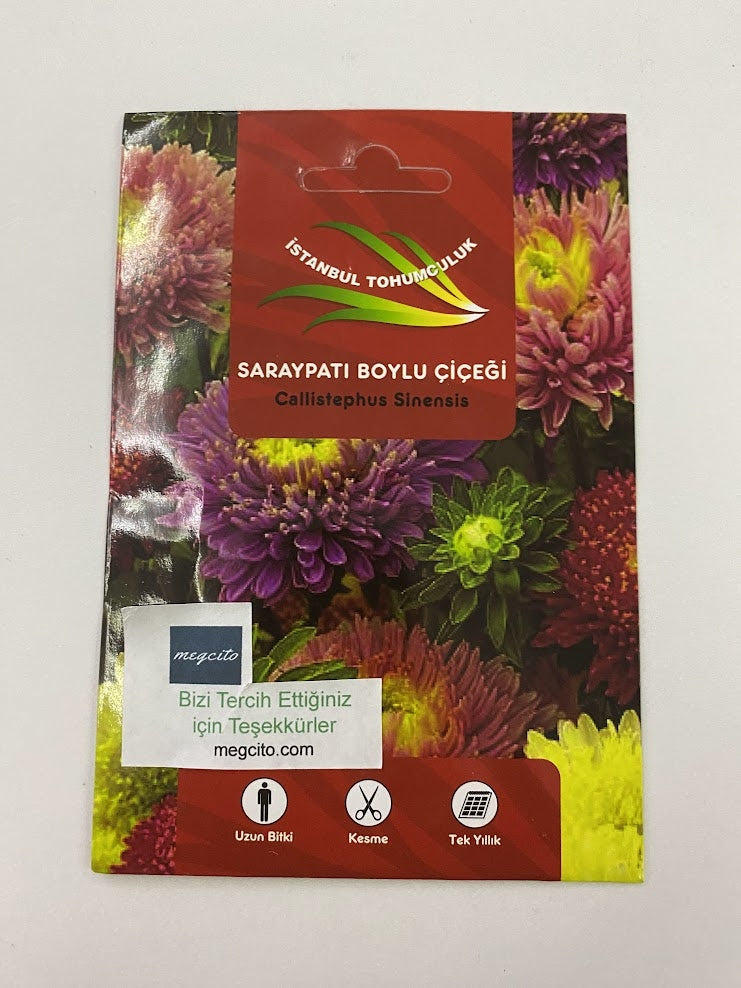 İSTANBUL TOHUMCULUK
SARAYPATI BOYLU ÇİÇEĞİ
Callistephus Sinensis
megcito
Bizi Tercih Ettiğiniz
için Teşekkürler
megcito.com
Uzun Bitki
Kesme
Tek Yıllık